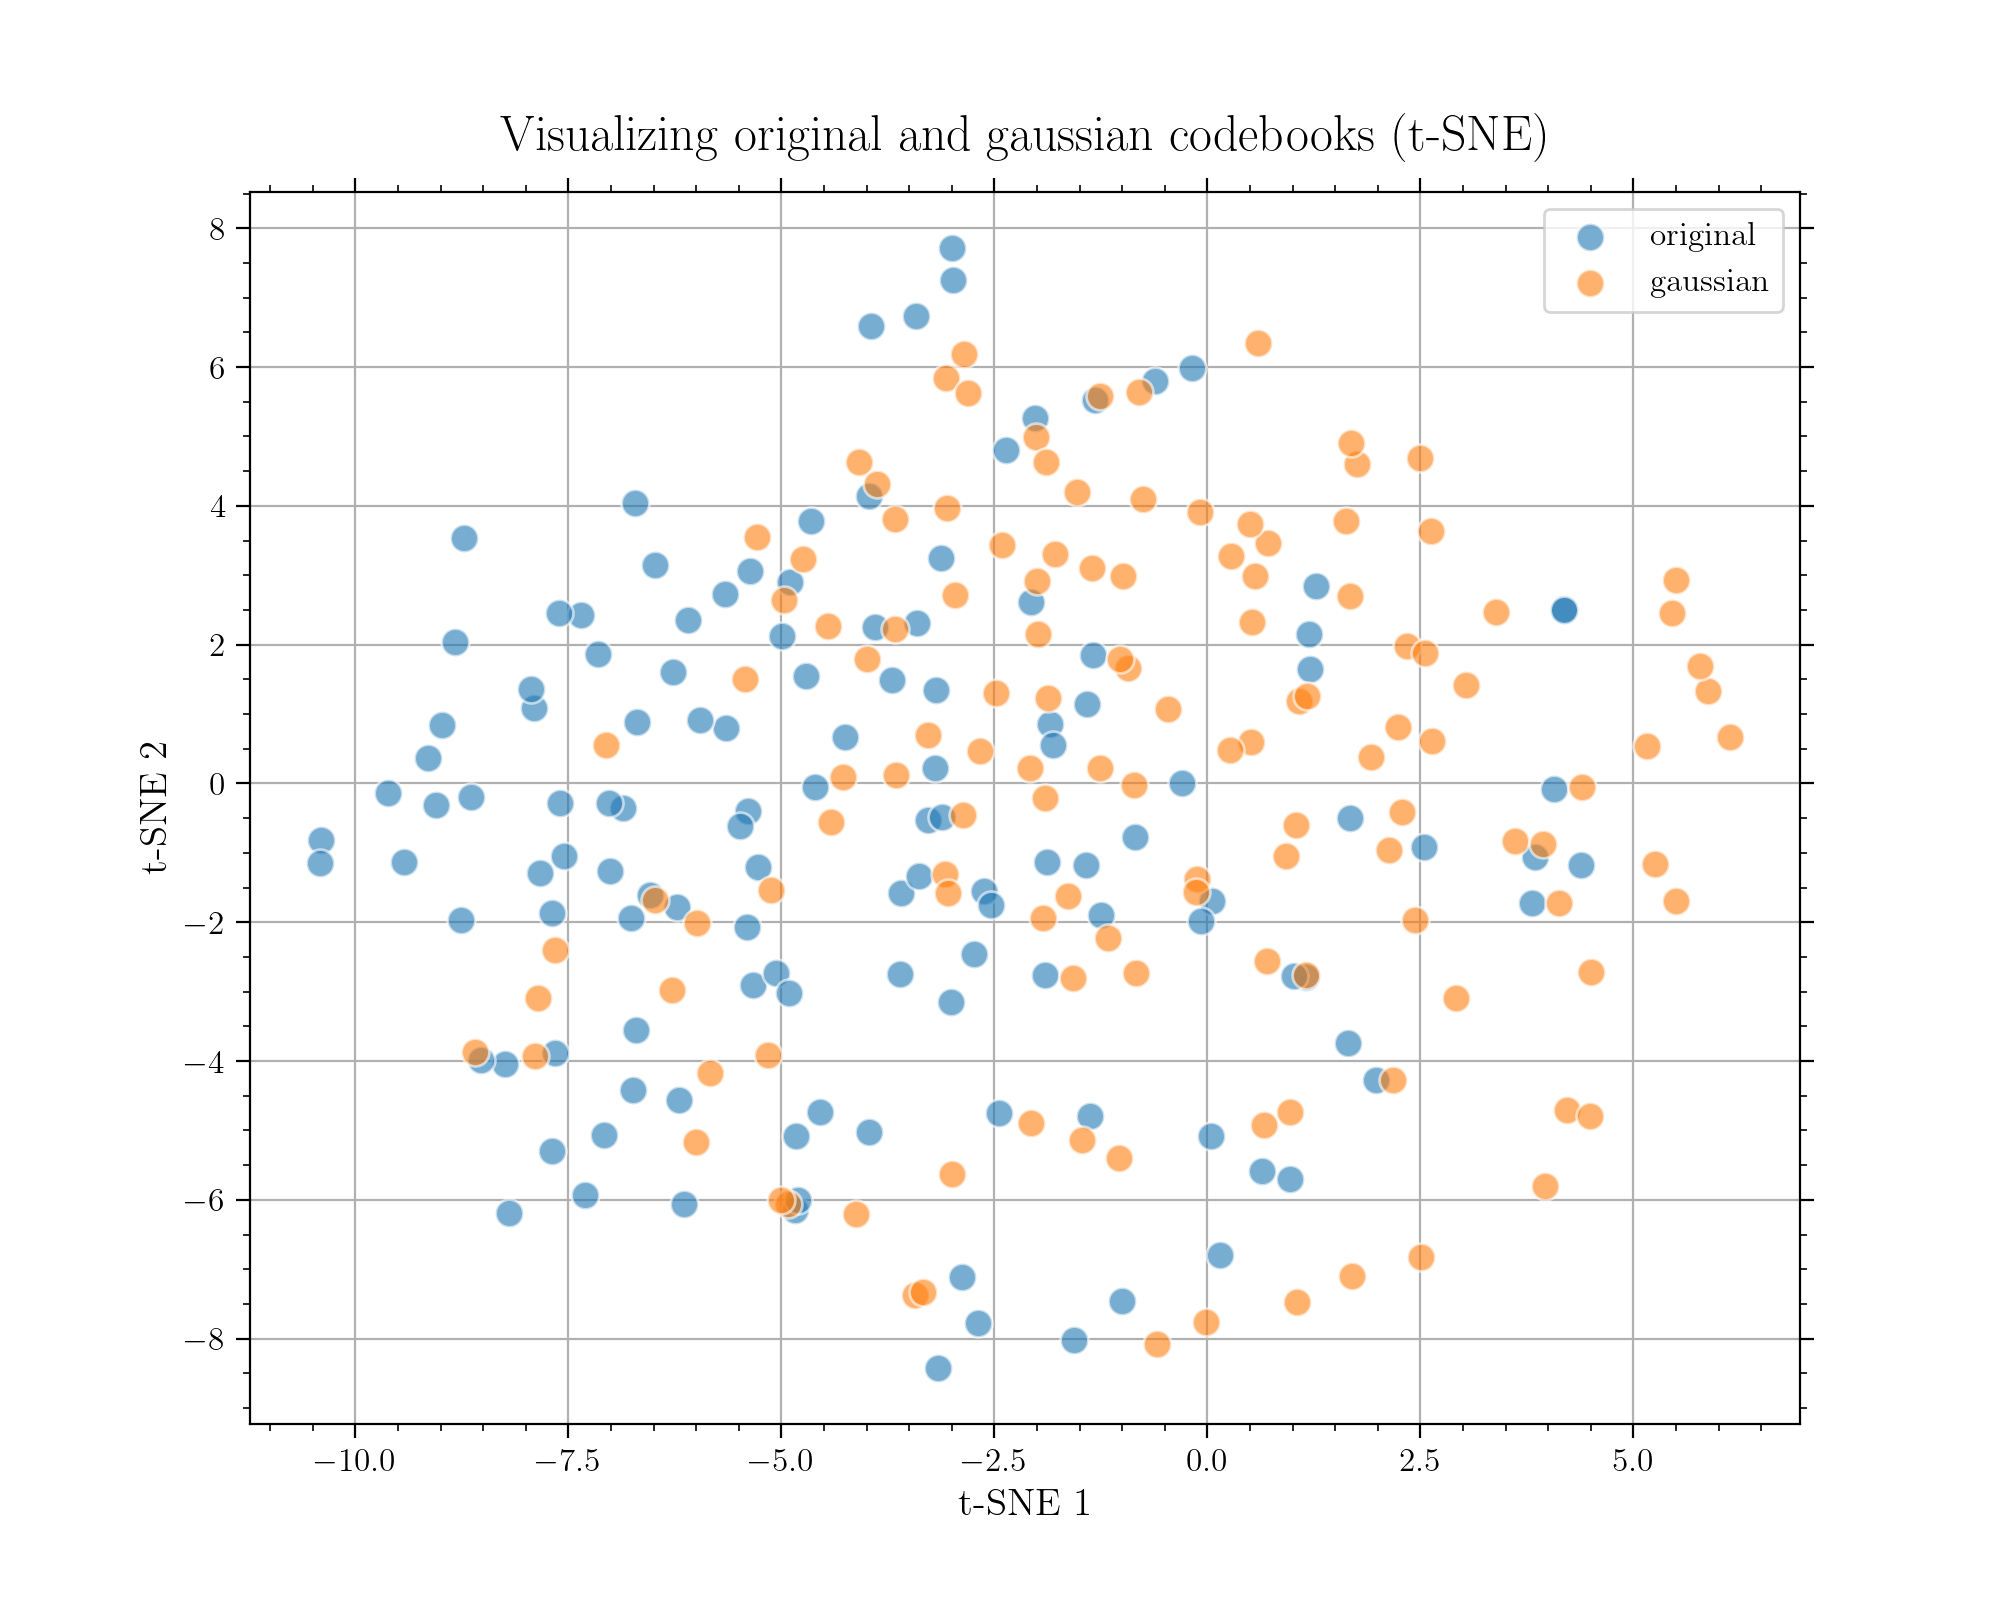 Visualizing original and gaussian codebooks (t-SNE)
original
gaussian
8
6
4
2
0
−2
−4
−6
−8
t-SNE 2
−10.0 −7.5 −5.0 −2.5 0.0 2.5 5.0
t-SNE 1